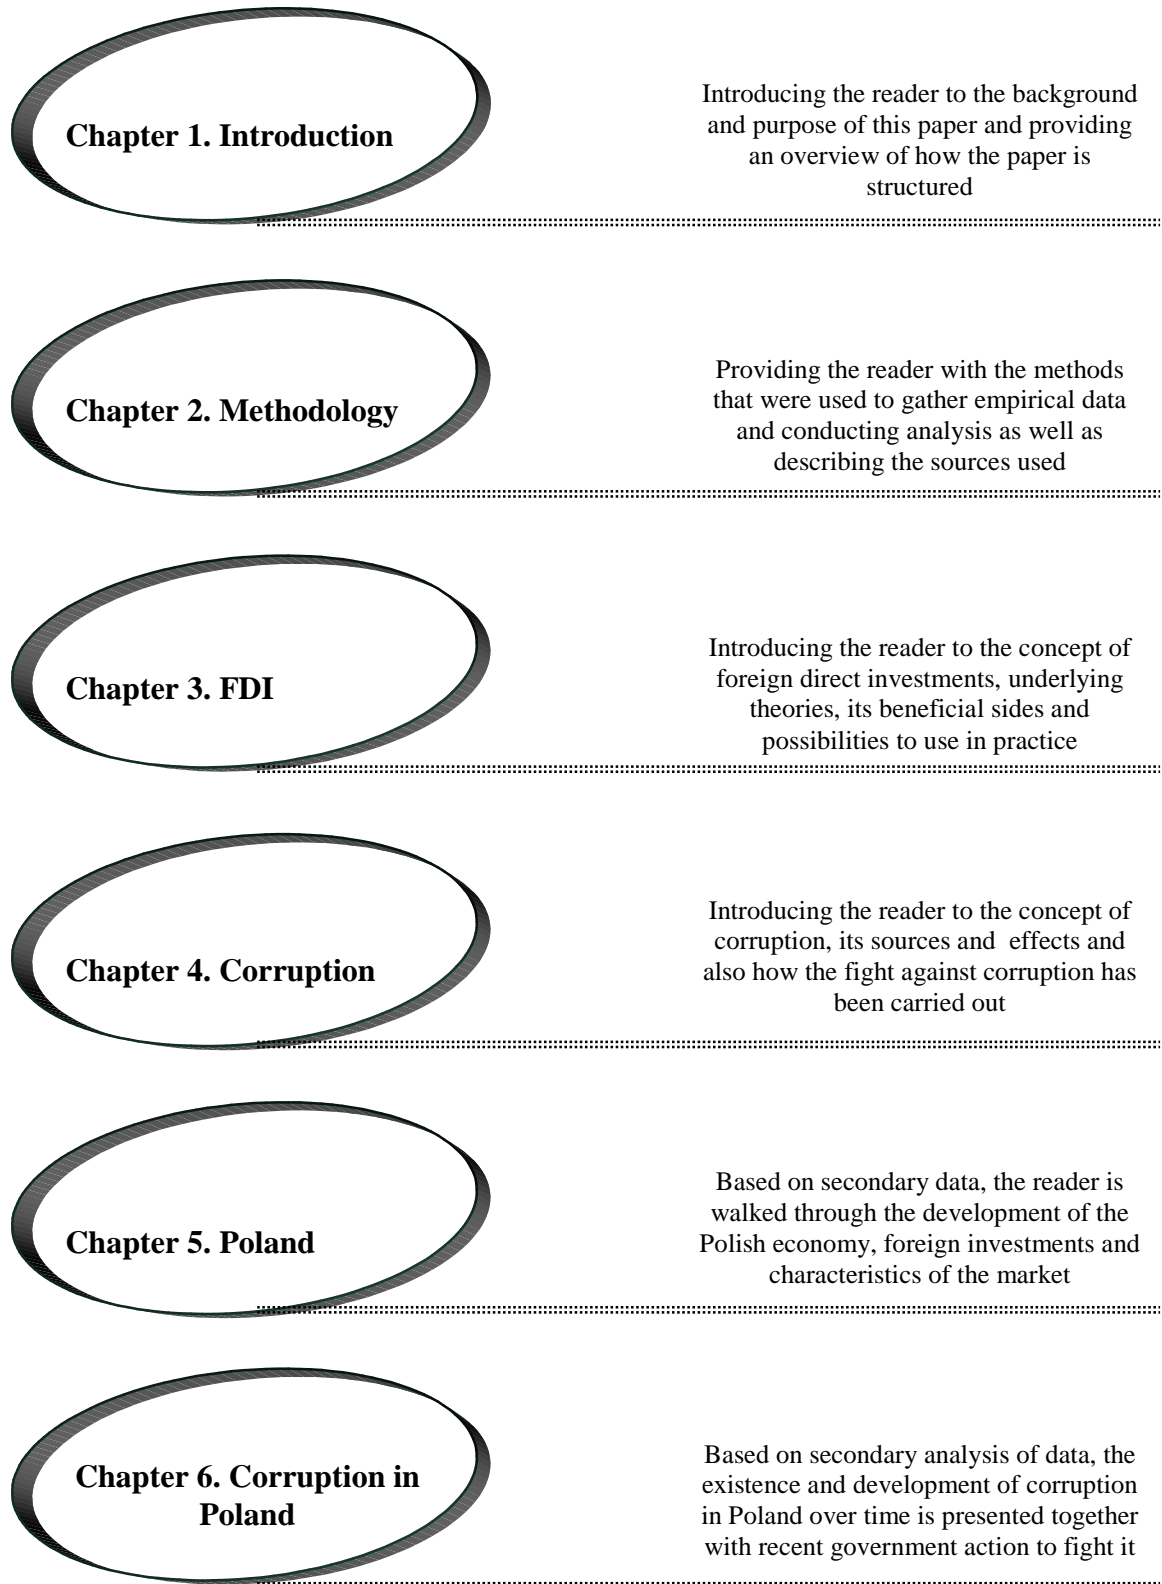 Chapter 1. Introduction
Introducing the reader to the background
and purpose of this paper and providing
an overview of how the paper is
structured
Chapter 2. Methodology
Providing the reader with the methods
that were used to gather empirical data
and conducting analysis as well as
describing the sources used
Chapter 3. FDI
Introducing the reader to the concept of
foreign direct investments, underlying
theories, its beneficial sides and
possibilities to use in practice
Chapter 4. Corruption
Introducing the reader to the concept of
corruption, its sources and  effects and
also how the fight against corruption has
been carried out
Chapter 5. Poland
Based on secondary data, the reader is
walked through the development of the
Polish economy, foreign investments and
characteristics of the market
Chapter 6. Corruption in
Poland
Based on secondary analysis of data, the
existence and development of corruption
in Poland over time is presented together
with recent government action to fight it